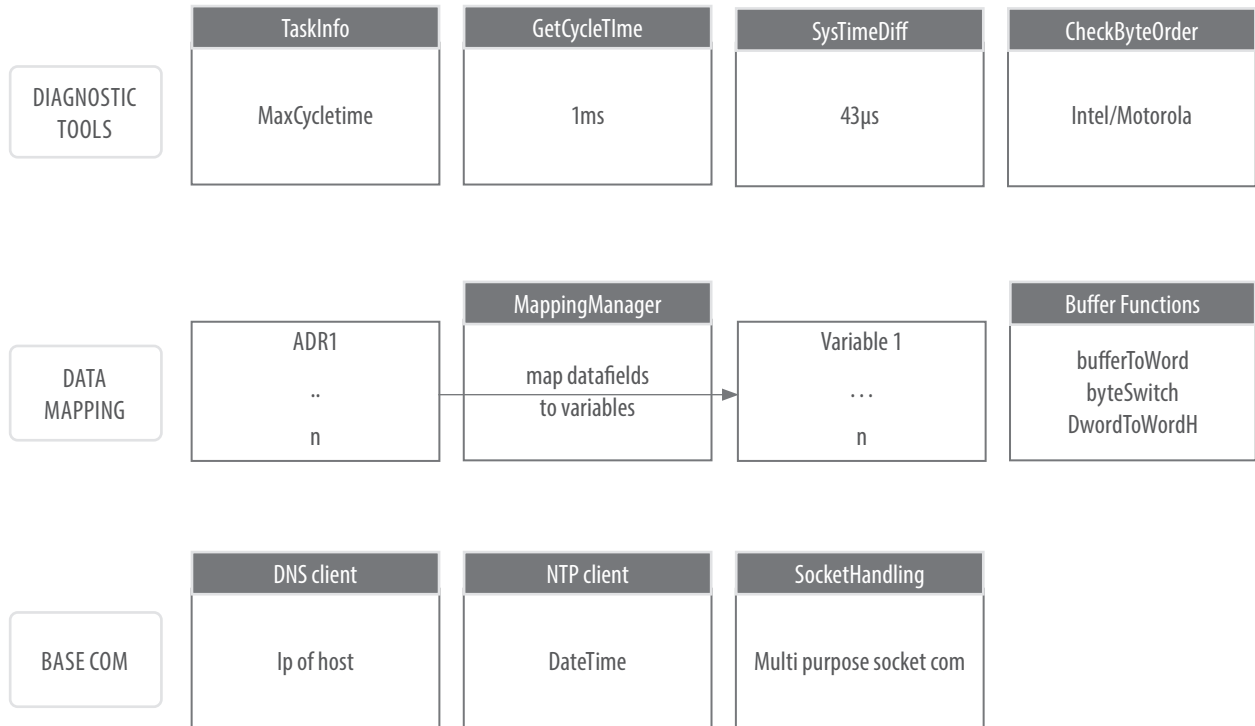 TaskInfo
GetCycleTIme
SysTimeDiff
CheckByteOrder
DIAGNOSTIC
TOOLS
MaxCycletime
1ms
43µs
Intel/Motorola
MappingManager
Buffer Functions
DATA
MAPPING
ADR1
..
n
map datafields
to variables
Variable 1
...
n
bufferToWord
byteSwitch
DwordToWordH
DNS client
NTP client
SocketHandling
BASE COM
Ip of host
DateTime
Multi purpose socket com